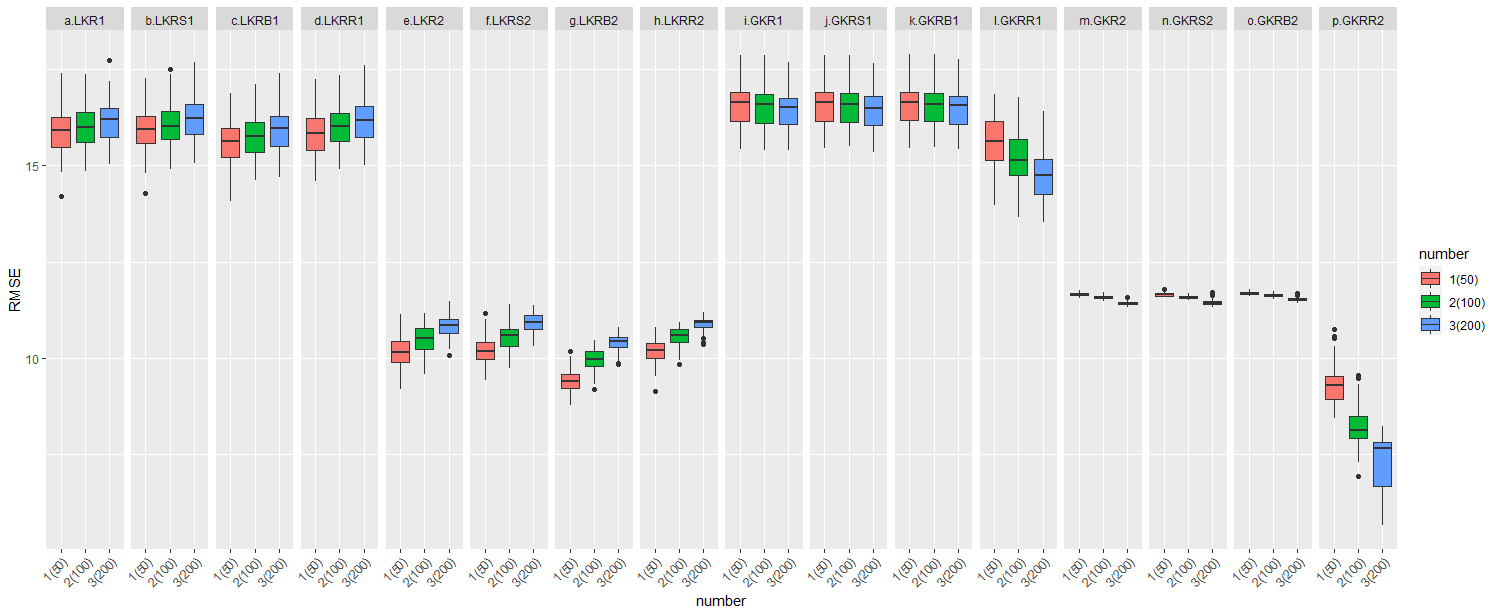 a.LKR1 b.LKRS1 c.LKRB1 d.LKRR1 e.LKR2 f.LKRS2 g.LKRB2 h.LKRR2 i.GKR1 j.GKRS1 k.GKRB1 l.GKRR1 m.GKR2 n.GKRS2 o.GKRB2 p.GKRR2
15
10
RMSE
number
1(50)
2(100)
3(200)
1(50) 2(100) 3(200) 1(50) 2(100) 3(200) 1(50) 2(100) 3(200) 1(50) 2(100) 3(200) 1(50) 2(100) 3(200) 1(50) 2(100) 3(200) 1(50) 2(100) 3(200) 1(50) 2(100) 3(200) 1(50) 2(100) 3(200) 1(50) 2(100) 3(200) 1(50) 2(100) 3(200) 1(50) 2(100) 3(200) 1(50) 2(100) 3(200) 1(50) 2(100) 3(200) 1(50) 2(100) 3(200) 1(50) 2(100) 3(200)
number